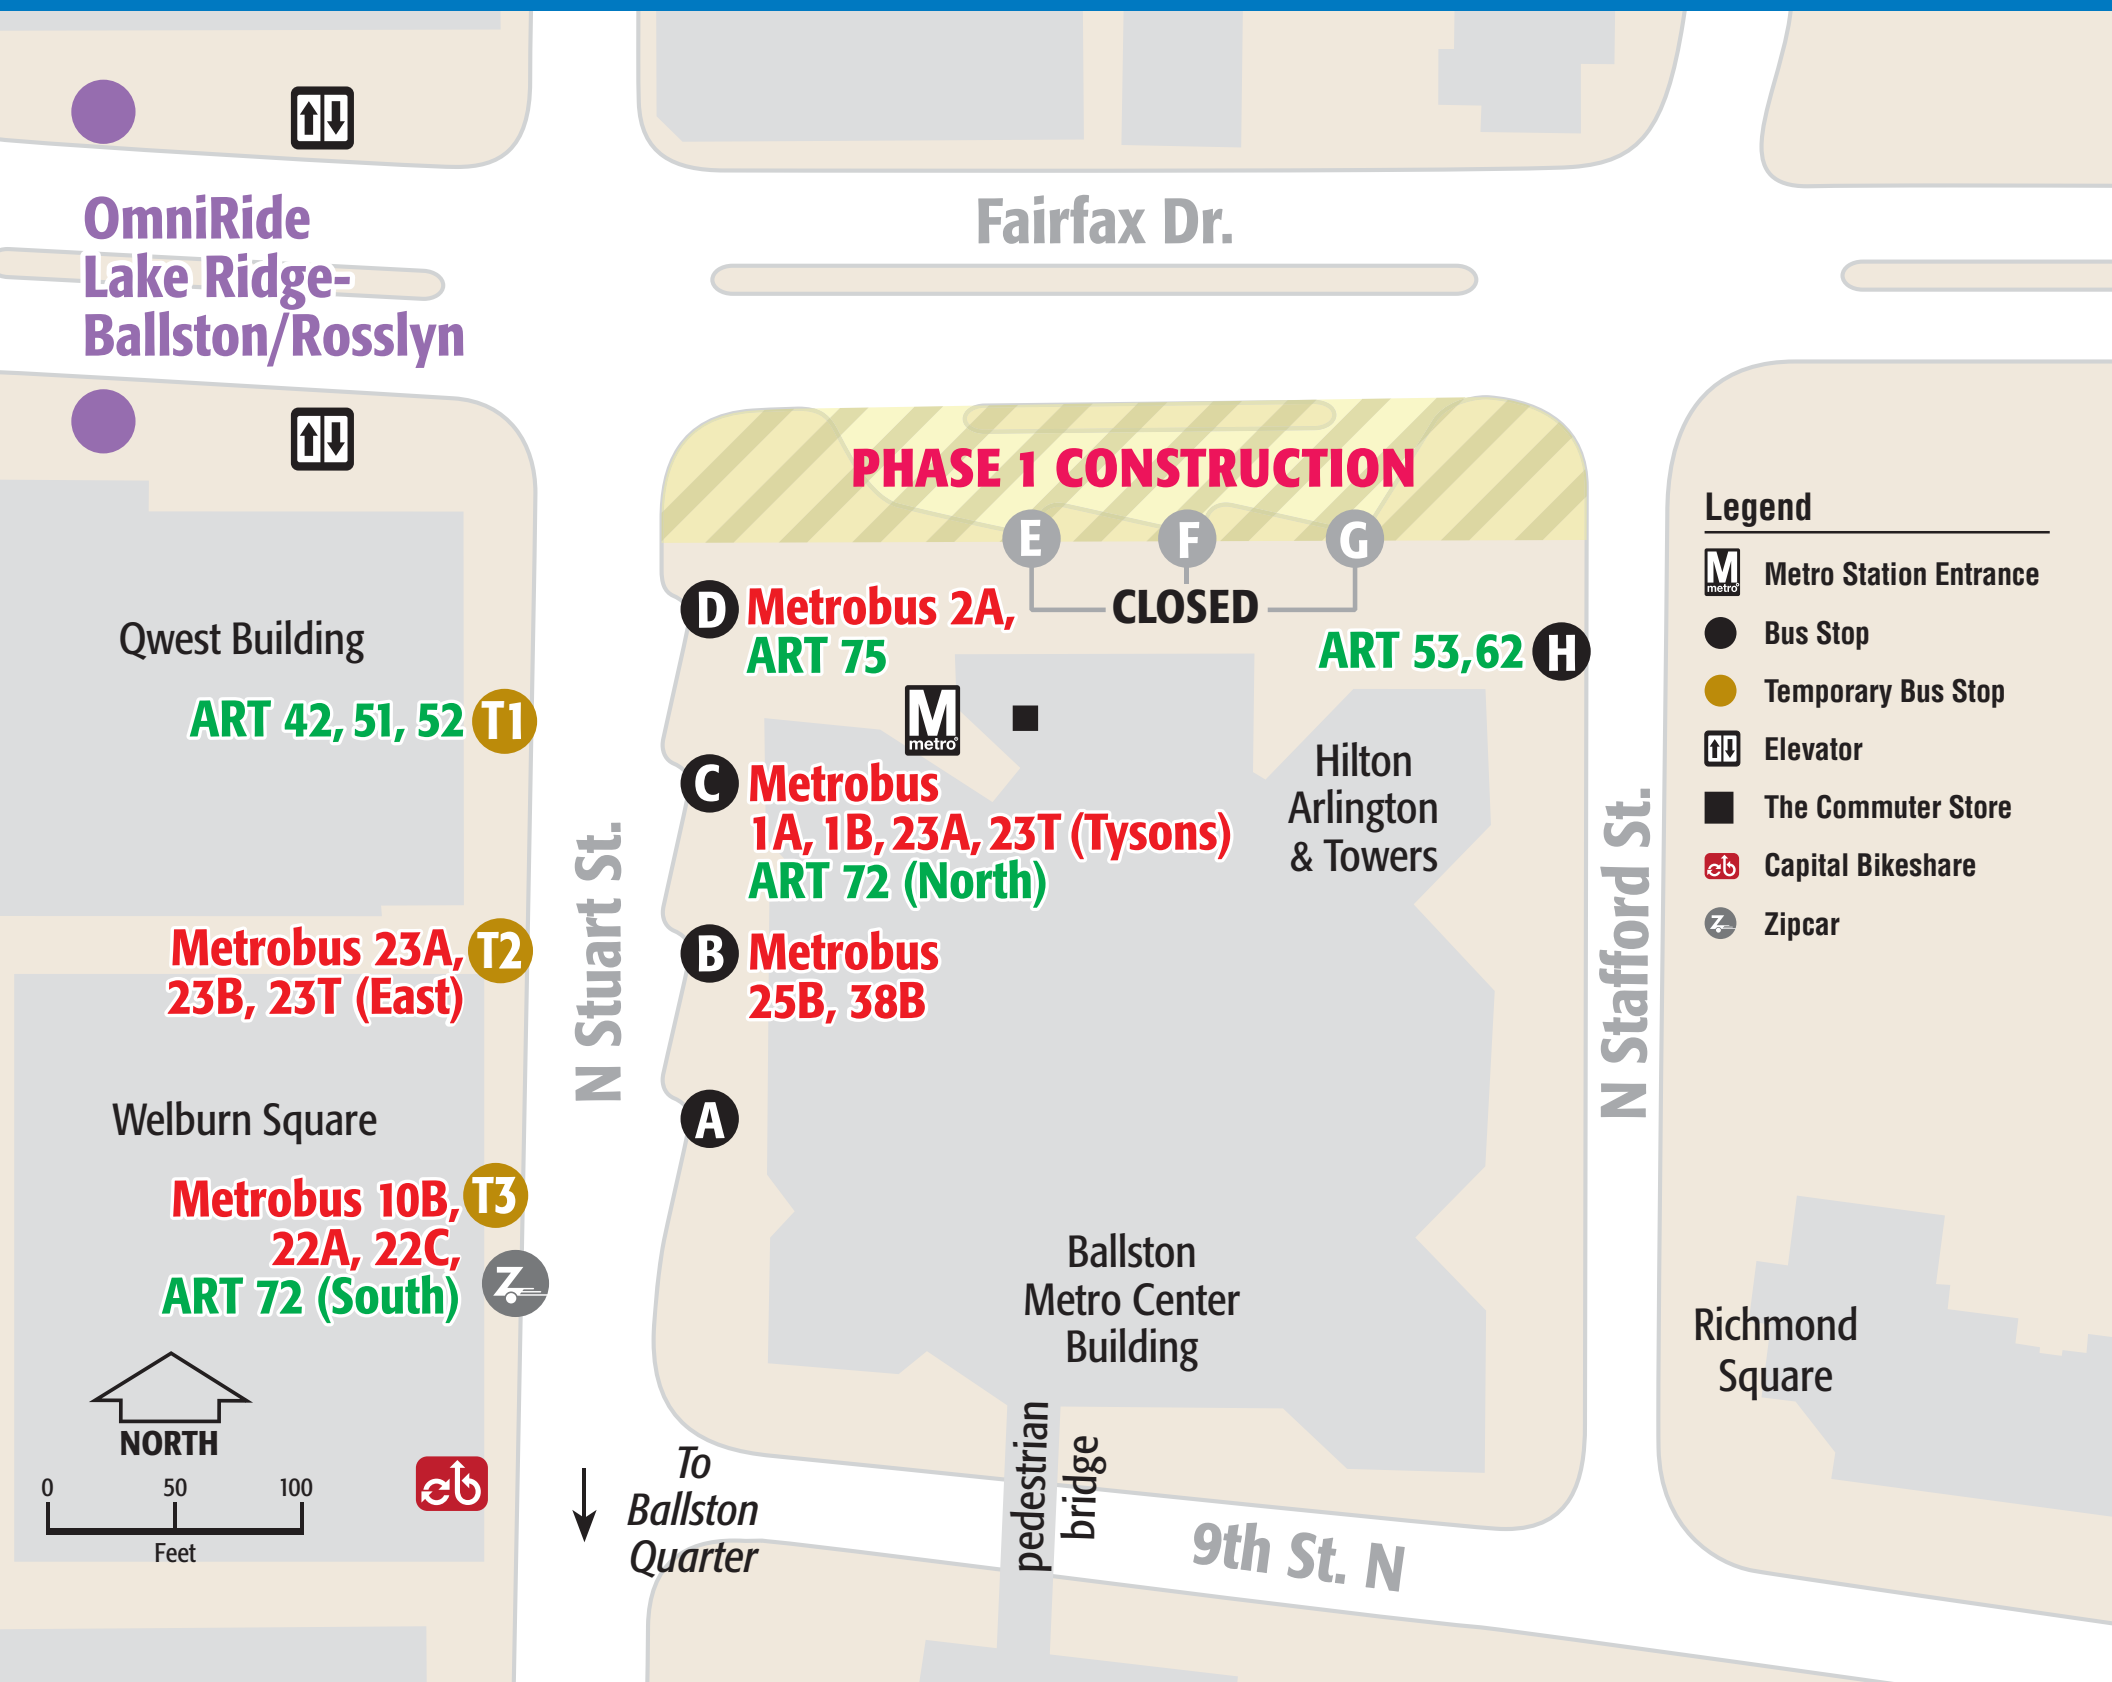 OmniRide
Lake Ridge-
Ballston/Rosslyn
Fairfax Dr.
PHASE 1 CONSTRUCTION
E
F
G
CLOSED
D Metrobus 2A,
ART 75
ART 53,62 H
Qwest Building
ART 42, 51, 52 T1
M
metro
Hilton
Arlington
& Towers
C Metrobus
1A, 1B, 23A, 23T (Tysons)
ART 72 (North)
N Stuart St.
Metrobus 23A, T2
23B, 23T (East)
B Metrobus
25B, 38B
N Stafford St.
Welburn Square
A
Metrobus 10B, T3
22A, 22C,
ART 72 (South)
Z
Ballston
Metro Center
Building
NORTH
0 50 100
Feet
cb
To
Ballston
Quarter
pedestrian
bridge
9th St. N
Richmond
Square
Legend
M
metro
Metro Station Entrance
Bus Stop
Temporary Bus Stop
Elevator
The Commuter Store
cb Capital Bikeshare
Z Zipcar